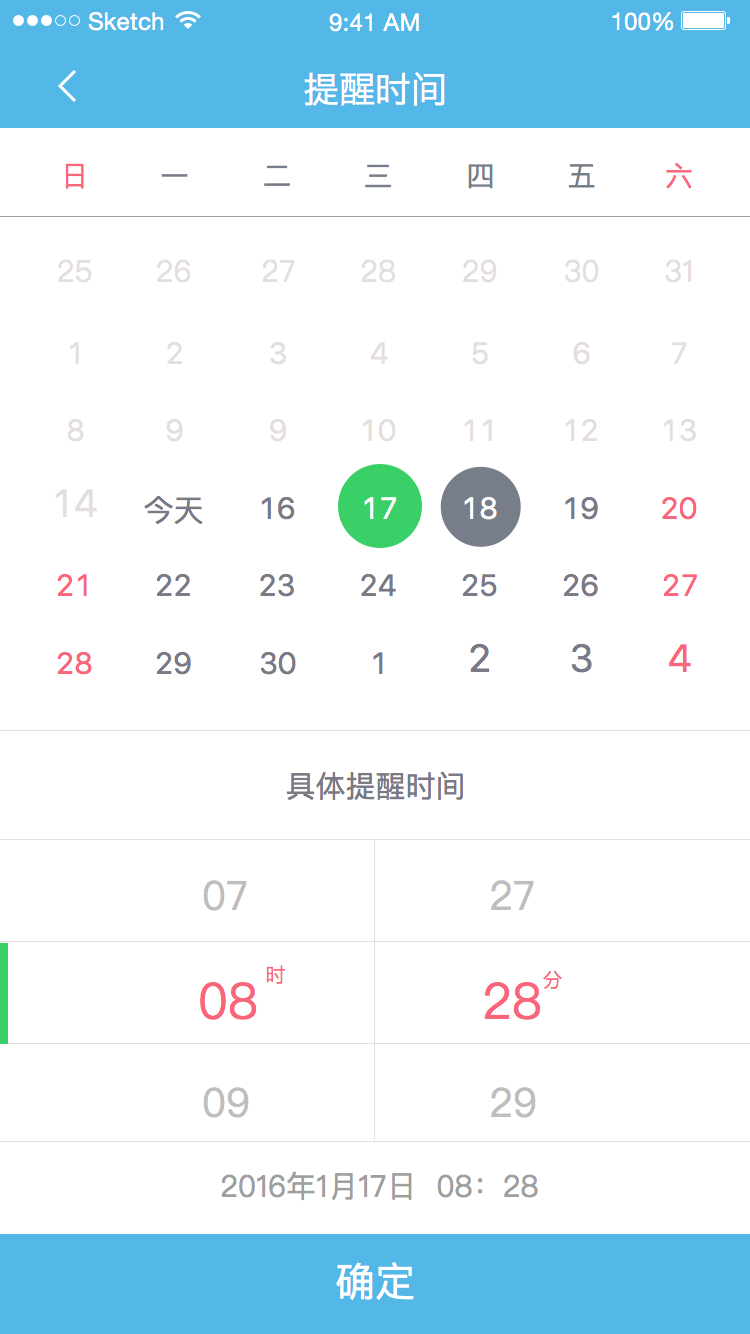 Sketch 9:41 AM 100%
提醒时间
日 一 二 三 四 五 六
25 26 27 28 29 30 31
1 2 3 4 5 6 7
8 9 9 10 11 12 13
14 今天 16 17 18 19 20
21 22 23 24 25 26 27
28 29 30 1 2 3 4
具体提醒时间
07 27
08 时 28 分
09 29
2016年1月17日 08：28
确定